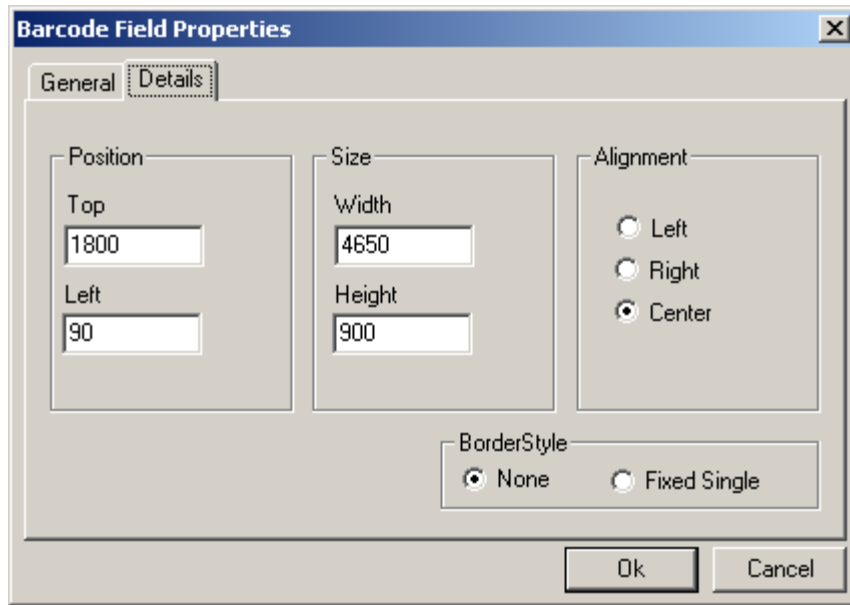 Barcode Field Properties
General Details
Position Size Alignment
Top Width
1800 4650 Left
Left Height Right
90 900 Center
BorderStyle
None Fixed Single
Ok Cancel